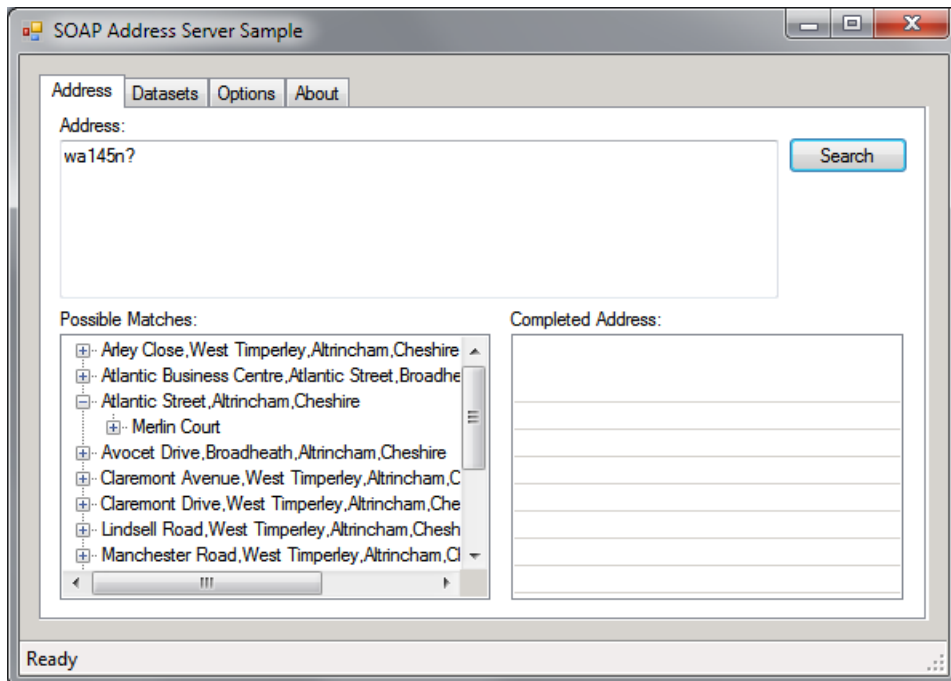 SOAP Address Server Sample
Address Datasets Options About
Address:
wa145n?
Search
Possible Matches:
Arley Close,West Timperley,Altrincham,Cheshire
Atlantic Business Centre,Atlantic Street,Broadhe
Atlantic Street,Altrincham,Cheshire
Merlin Court
Avocet Drive,Broadheath,Altrincham,Cheshire
Claremont Avenue,West Timperley,Altrincham,C
Claremont Drive,West Timperley,Altrincham,Che
Lindsell Road,West Timperley,Altrincham,Chesh
Manchester Road,West Timperley,Altrincham,Cl
Completed Address:
Ready